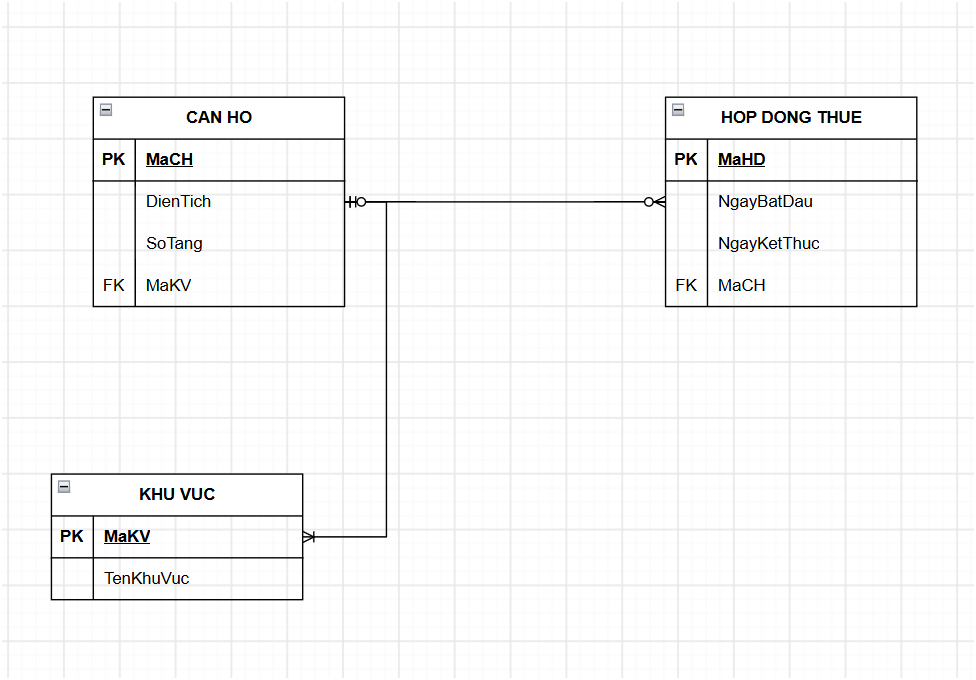 CAN HO
PK MaCH
DienTich
SoTang
FK MaKV
HOP DONG THUE
PK MaHD
NgayBatDau
NgayKetThuc
FK MaCH
KHU VUC
PK MaKV
TenKhuVuc